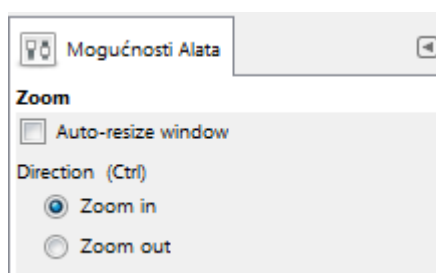 Mogućnosti Alata
Zoom
Auto-resize window
Direction (Ctrl)
Zoom in
Zoom out